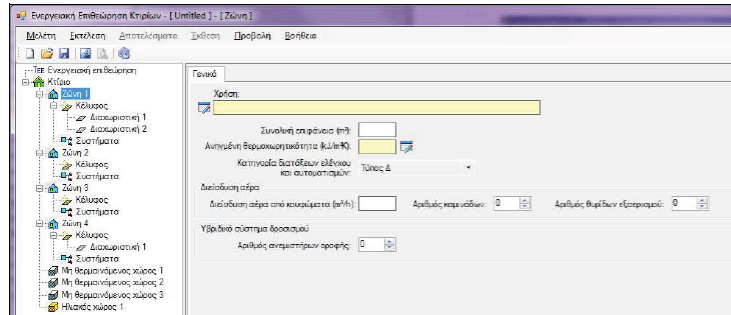 Ενεργειακή Επιθεώρηση Κτιρίων - [ Untitled ] - [ Ζώνη ]
Μελέτη Εκτέλεση Αποτελέσματα Έκθεση Προβολή Βοήθεια
ΤΕΕ Ενεργειακή επιθεώρηση
Κτίριο
Ζώνη 1
Κέλυφος
Διαχωριστική 1
Διαχωριστική 2
Συστήματα
Ζώνη 2
Κέλυφος
Συστήματα
Ζώνη 3
Κέλυφος
Συστήματα
Ζώνη 4
Κέλυφος
Διαχωριστική 1
Συστήματα
Μη θερμαινόμενος χώρος 1
Μη θερμαινόμενος χώρος 2
Μη θερμαινόμενος χώρος 3
Ηλιακός χώρος 1
Γενικά
Χρήση:
Συνολική επιφάνεια (m²):
Ανηγμένη θερμοχωρητικότητα (kJ/m²K):
Κατηγορία διατάξεων ελέγχου
και αυτοματισμών: Τύπος Δ
Διείσδυση αέρα
Διείσδυση αέρα από κουφώματα (m³/h): Αριθμός καμινάδων: 0 Αριθμός θυρίδων εξαερισμού: 0
Υβριδικό σύστημα δροσισμού
Αριθμός ανεμιστήρων οροφής: 0